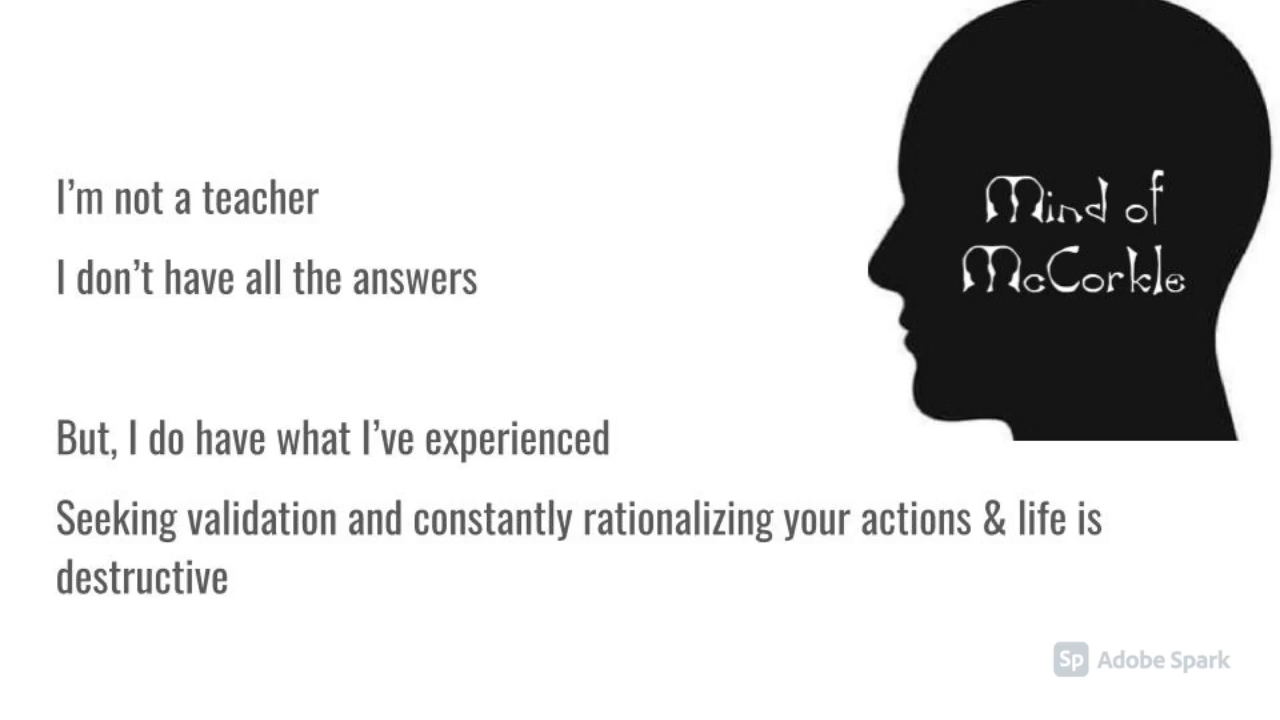 I’m not a teacher
I don’t have all the answers
But, I do have what I’ve experienced
Seeking validation and constantly rationalizing your actions & life is
destructive
Mind of
McCorkle
Sp Adobe Spark